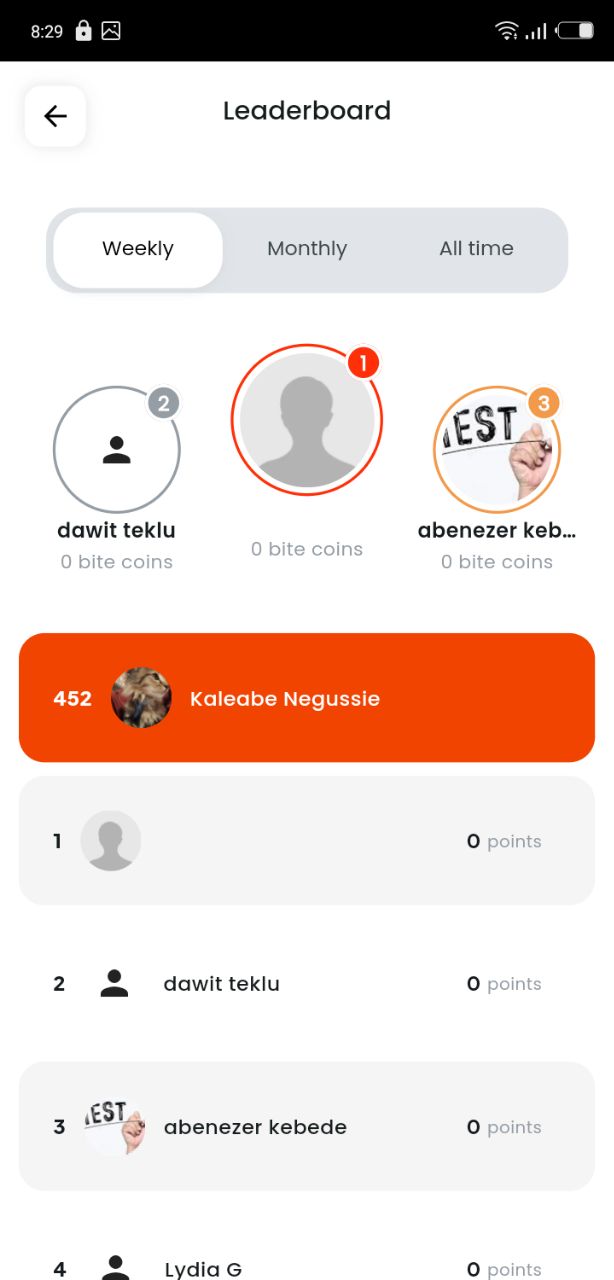 8:29
Leaderboard
Weekly Monthly All time
1
2 3
dawit teklu abenezer keb...
0 bite coins 0 bite coins 0 bite coins
452 Kaleabe Negussie
1 0 points
2 dawit teklu 0 points
3 abenezer kebede 0 points
4 Lydia G 0 points